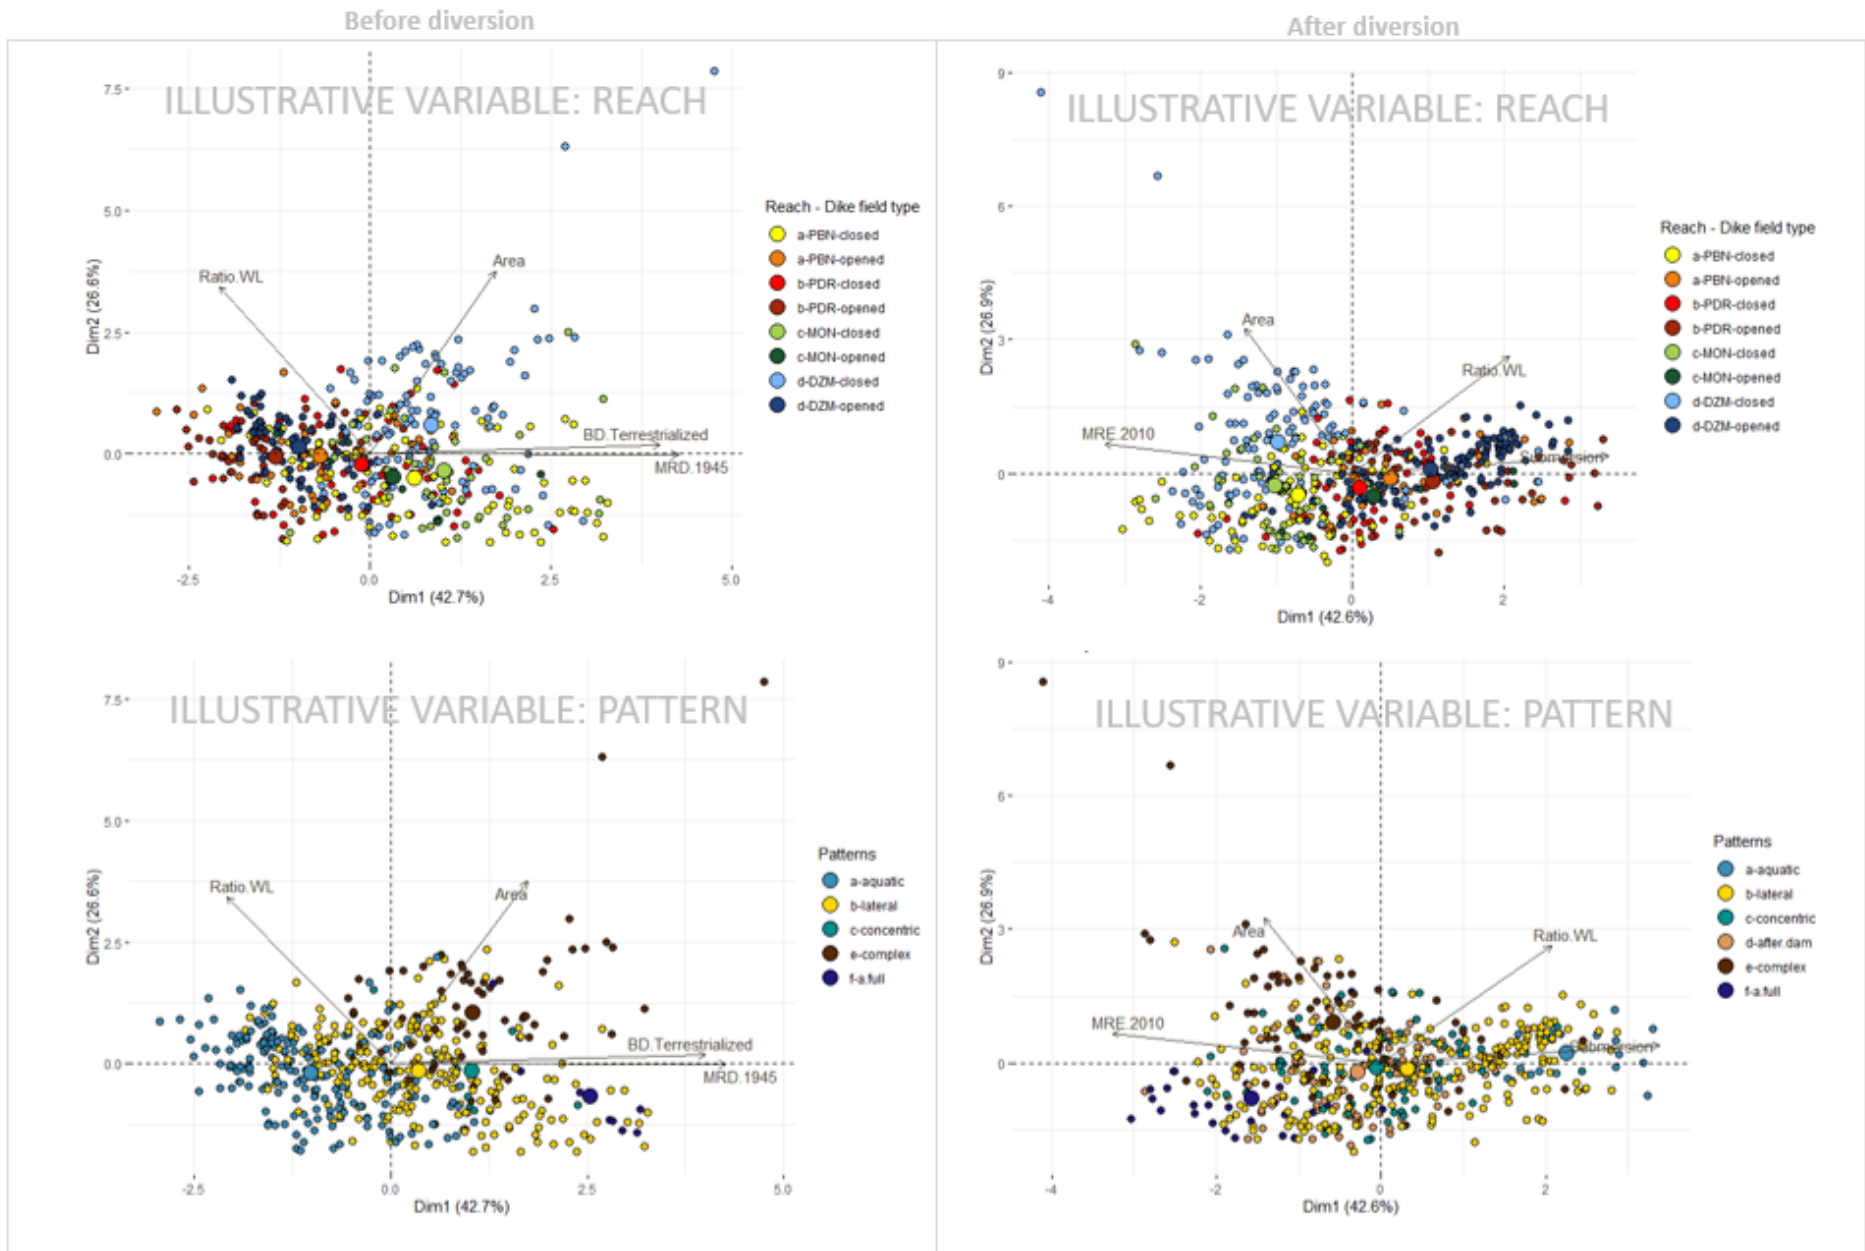 Before diversion
After diversion
ILLUSTRATIVE VARIABLE: REACH
7.5
5.0
2.5
0.0
Dim2 (26.6%)
Ratio.WL
Area
BD.Terrestrialized
MRD.1945
-2.5
0.0
2.5
5.0
Dim1 (42.7%)
Reach - Dike field type
a-PBN-closed
a-PBN-opened
b-PDR-closed
b-PDR-opened
c-MON-closed
c-MON-opened
d-DZM-closed
d-DZM-opened
ILLUSTRATIVE VARIABLE: REACH
9
6
3
0
Dim2 (26.9%)
Area
Ratio.WL
MRE.2010
Submersion
-4
-2
0
2
Dim1 (42.6%)
Reach - Dike field type
a-PBN-closed
a-PBN-opened
b-PDR-closed
b-PDR-opened
c-MON-closed
c-MON-opened
d-DZM-closed
d-DZM-opened
ILLUSTRATIVE VARIABLE: PATTERN
7.5
5.0
2.5
0.0
Dim2 (26.6%)
Ratio.WL
Area
BD.Terrestrialized
MRD.1945
-2.5
0.0
2.5
5.0
Dim1 (42.7%)
Patterns
a-aquatic
b-lateral
c-concentric
e-complex
f-a.full
ILLUSTRATIVE VARIABLE: PATTERN
9
6
3
0
Dim2 (26.9%)
Area
Ratio.WL
MRE.2010
Submersion
-4
-2
0
2
Dim1 (42.6%)
Patterns
a-aquatic
b-lateral
c-concentric
d-after.dam
e-complex
f-a.full